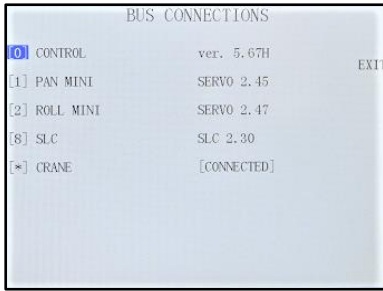 BUS CONNECTIONS
[0] CONTROL ver. 5.67H
EXIT
[1] PAN MINI SERVO 2.45
[2] ROLL MINI SERVO 2.47
[8] SLC SLC 2.30
[*] CRANE [CONNECTED]